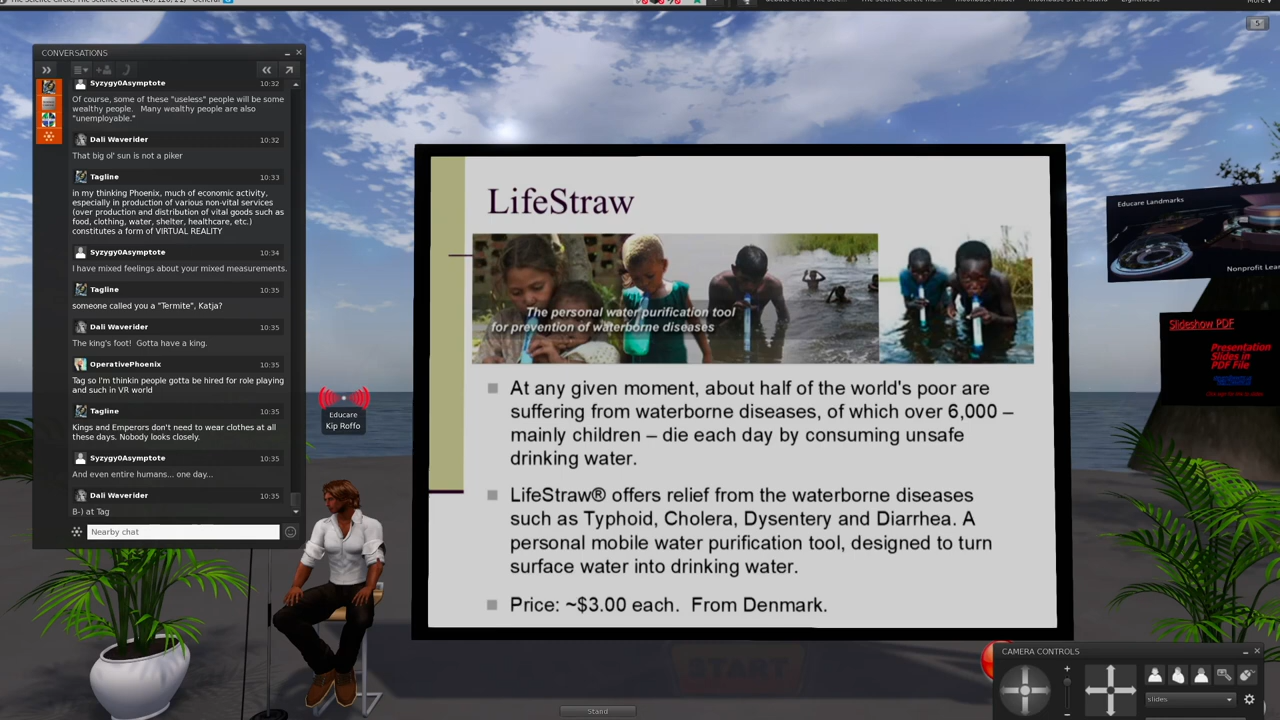 CONVERSATIONS
Syzygy0Asymptote 10:32
Of course, some of these "useless" people will be some
wealthy people. Many wealthy people are also
"unemployable."
Dali Waverider 10:32
That big ol' sun is not a piker
Tagline 10:33
in my thinking Phoenix, much of economic activity,
especially in production of various non-vital services
(over production and distribution of vital goods such as
food, clothing, water, shelter, healthcare, etc.)
constitutes a form of VIRTUAL REALITY
Syzygy0Asymptote 10:34
I have mixed feelings about your mixed measurements.
Tagline 10:35
someone called you a "Termite", Katja?
Dali Waverider 10:35
The king's foot! Gotta have a king.
OperativePhoenix 10:35
Tag so I'm thinkin people gotta be hired for role playing
and such in VR world
Tagline 10:35
Kings and Emperors don't need to wear clothes at all
these days. Nobody looks closely.
Syzygy0Asymptote 10:35
And even entire humans... one day...
Dali Waverider 10:35
B-) at Tag
Nearby chat
Educare
Kip Roffo
LifeStraw
The personal water purification tool
for prevention of waterborne diseases
At any given moment, about half of the world's poor are
suffering from waterborne diseases, of which over 6,000 –
mainly children – die each day by consuming unsafe
drinking water.
LifeStraw® offers relief from the waterborne diseases
such as Typhoid, Cholera, Dysentery and Diarrhea. A
personal mobile water purification tool, designed to turn
surface water into drinking water.
Price: ~$3.00 each. From Denmark.
5
Educare Landmarks
Nonprofit Lear
Slideshow PDF
Presentation
Slides in
PDF File
START
Stand
CAMERA CONTROLS
slides